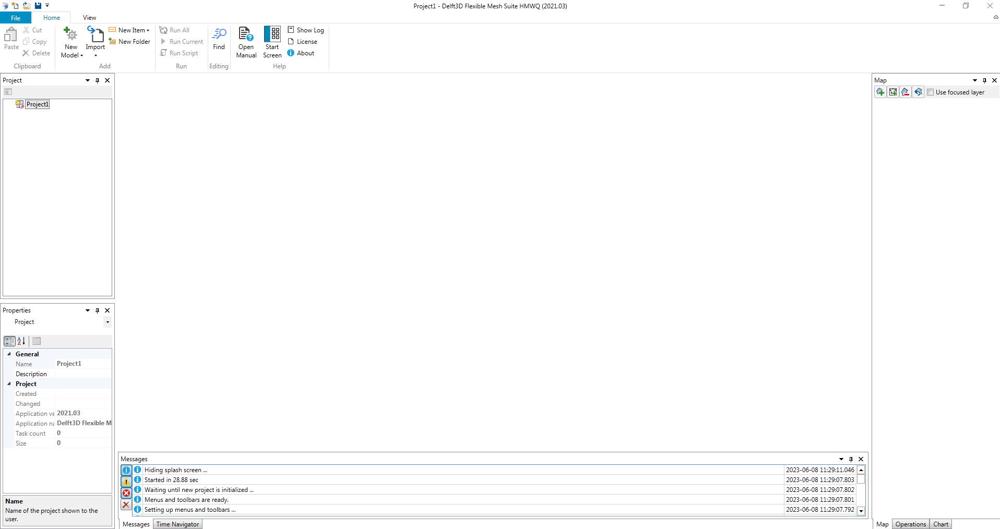 Project1 - Delft3D Flexible Mesh Suite HMWQ (2021.03)
File
Home
View
Paste
Cut
Copy
Delete
Clipboard
New
Model
Import
New Item
New Folder
Add
Run All
Run Current
Run Script
Run
Find
Editing
Open
Manual
Start
Screen
Show Log
License
About
Help
Project
Project1
Properties
Project
General
Name Project1
Description
Project
Created
Changed
Application ve 2021.03
Application na Delft3D Flexible M
Task count 0
Size 0
Name
Name of the project shown to the
user.
Messages
Hiding splash screen ... 2023-06-08 11:29:11.046
Started in 28.88 sec 2023-06-08 11:29:07.803
Waiting until new project is initialized ... 2023-06-08 11:29:07.802
Menus and toolbars are ready. 2023-06-08 11:29:07.801
Setting up menus and toolbars ... 2023-06-08 11:29:07.792
Messages
Time Navigator
Map
Use focused layer
Map
Operations
Chart